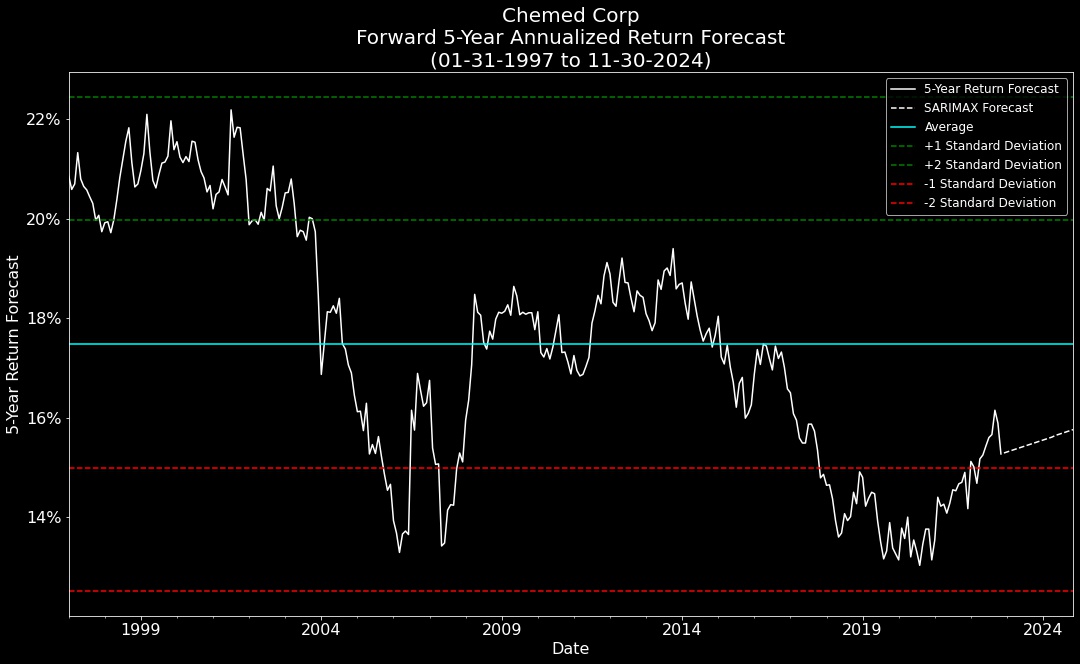 Chemed Corp
Forward 5-Year Annualized Return Forecast
(01-31-1997 to 11-30-2024)
5-Year Return Forecast
SARIMAX Forecast
Average
+1 Standard Deviation
+2 Standard Deviation
-1 Standard Deviation
-2 Standard Deviation
22%
20%
18%
16%
14%
5-Year Return Forecast
1999
2004
2009
2014
2019
2024
Date